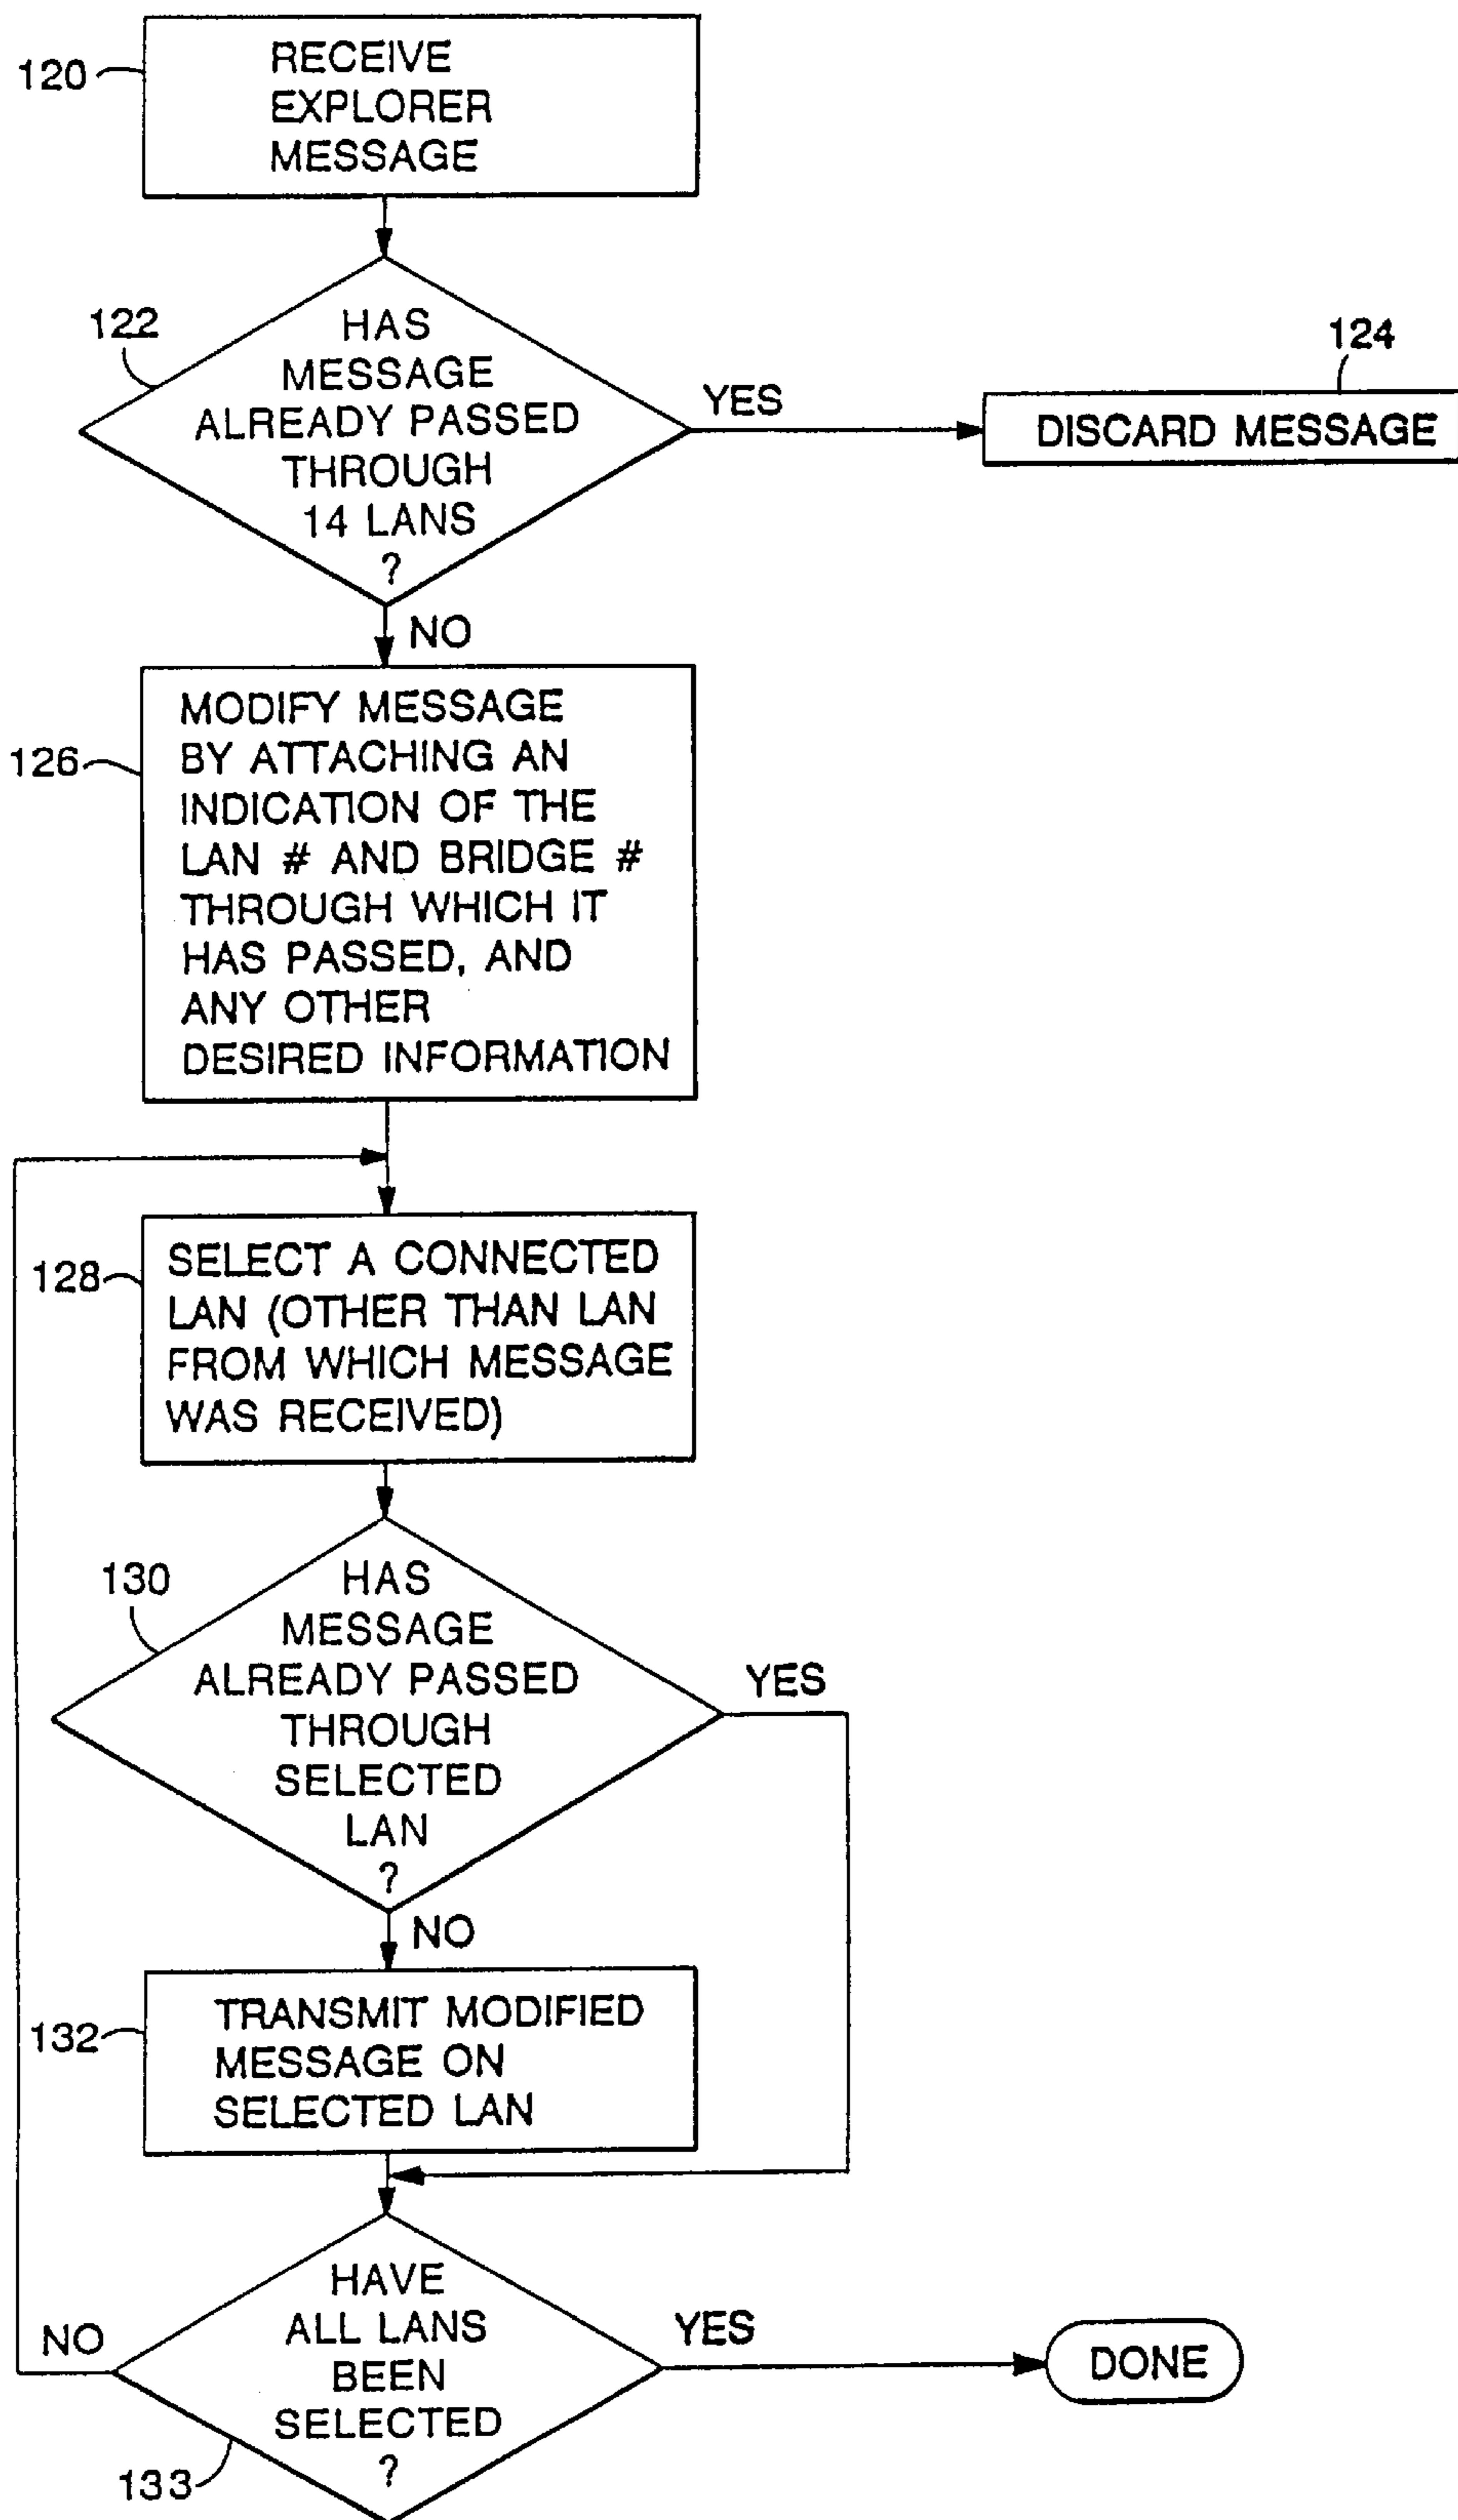 120
RECEIVE
EXPLORER
MESSAGE
122
HAS
MESSAGE
ALREADY PASSED
THROUGH
14 LANS
?
YES
124
DISCARD MESSAGE
NO
126
MODIFY MESSAGE
BY ATTACHING AN
INDICATION OF THE
LAN # AND BRIDGE #
THROUGH WHICH IT
HAS PASSED, AND
ANY OTHER
DESIRED INFORMATION
128
SELECT A CONNECTED
LAN (OTHER THAN LAN
FROM WHICH MESSAGE
WAS RECEIVED)
130
HAS
MESSAGE
ALREADY PASSED
THROUGH
SELECTED
LAN
?
YES
NO
132
TRANSMIT MODIFIED
MESSAGE ON
SELECTED LAN
HAVE
ALL LANS
BEEN
SELECTED
?
NO
YES
DONE
133